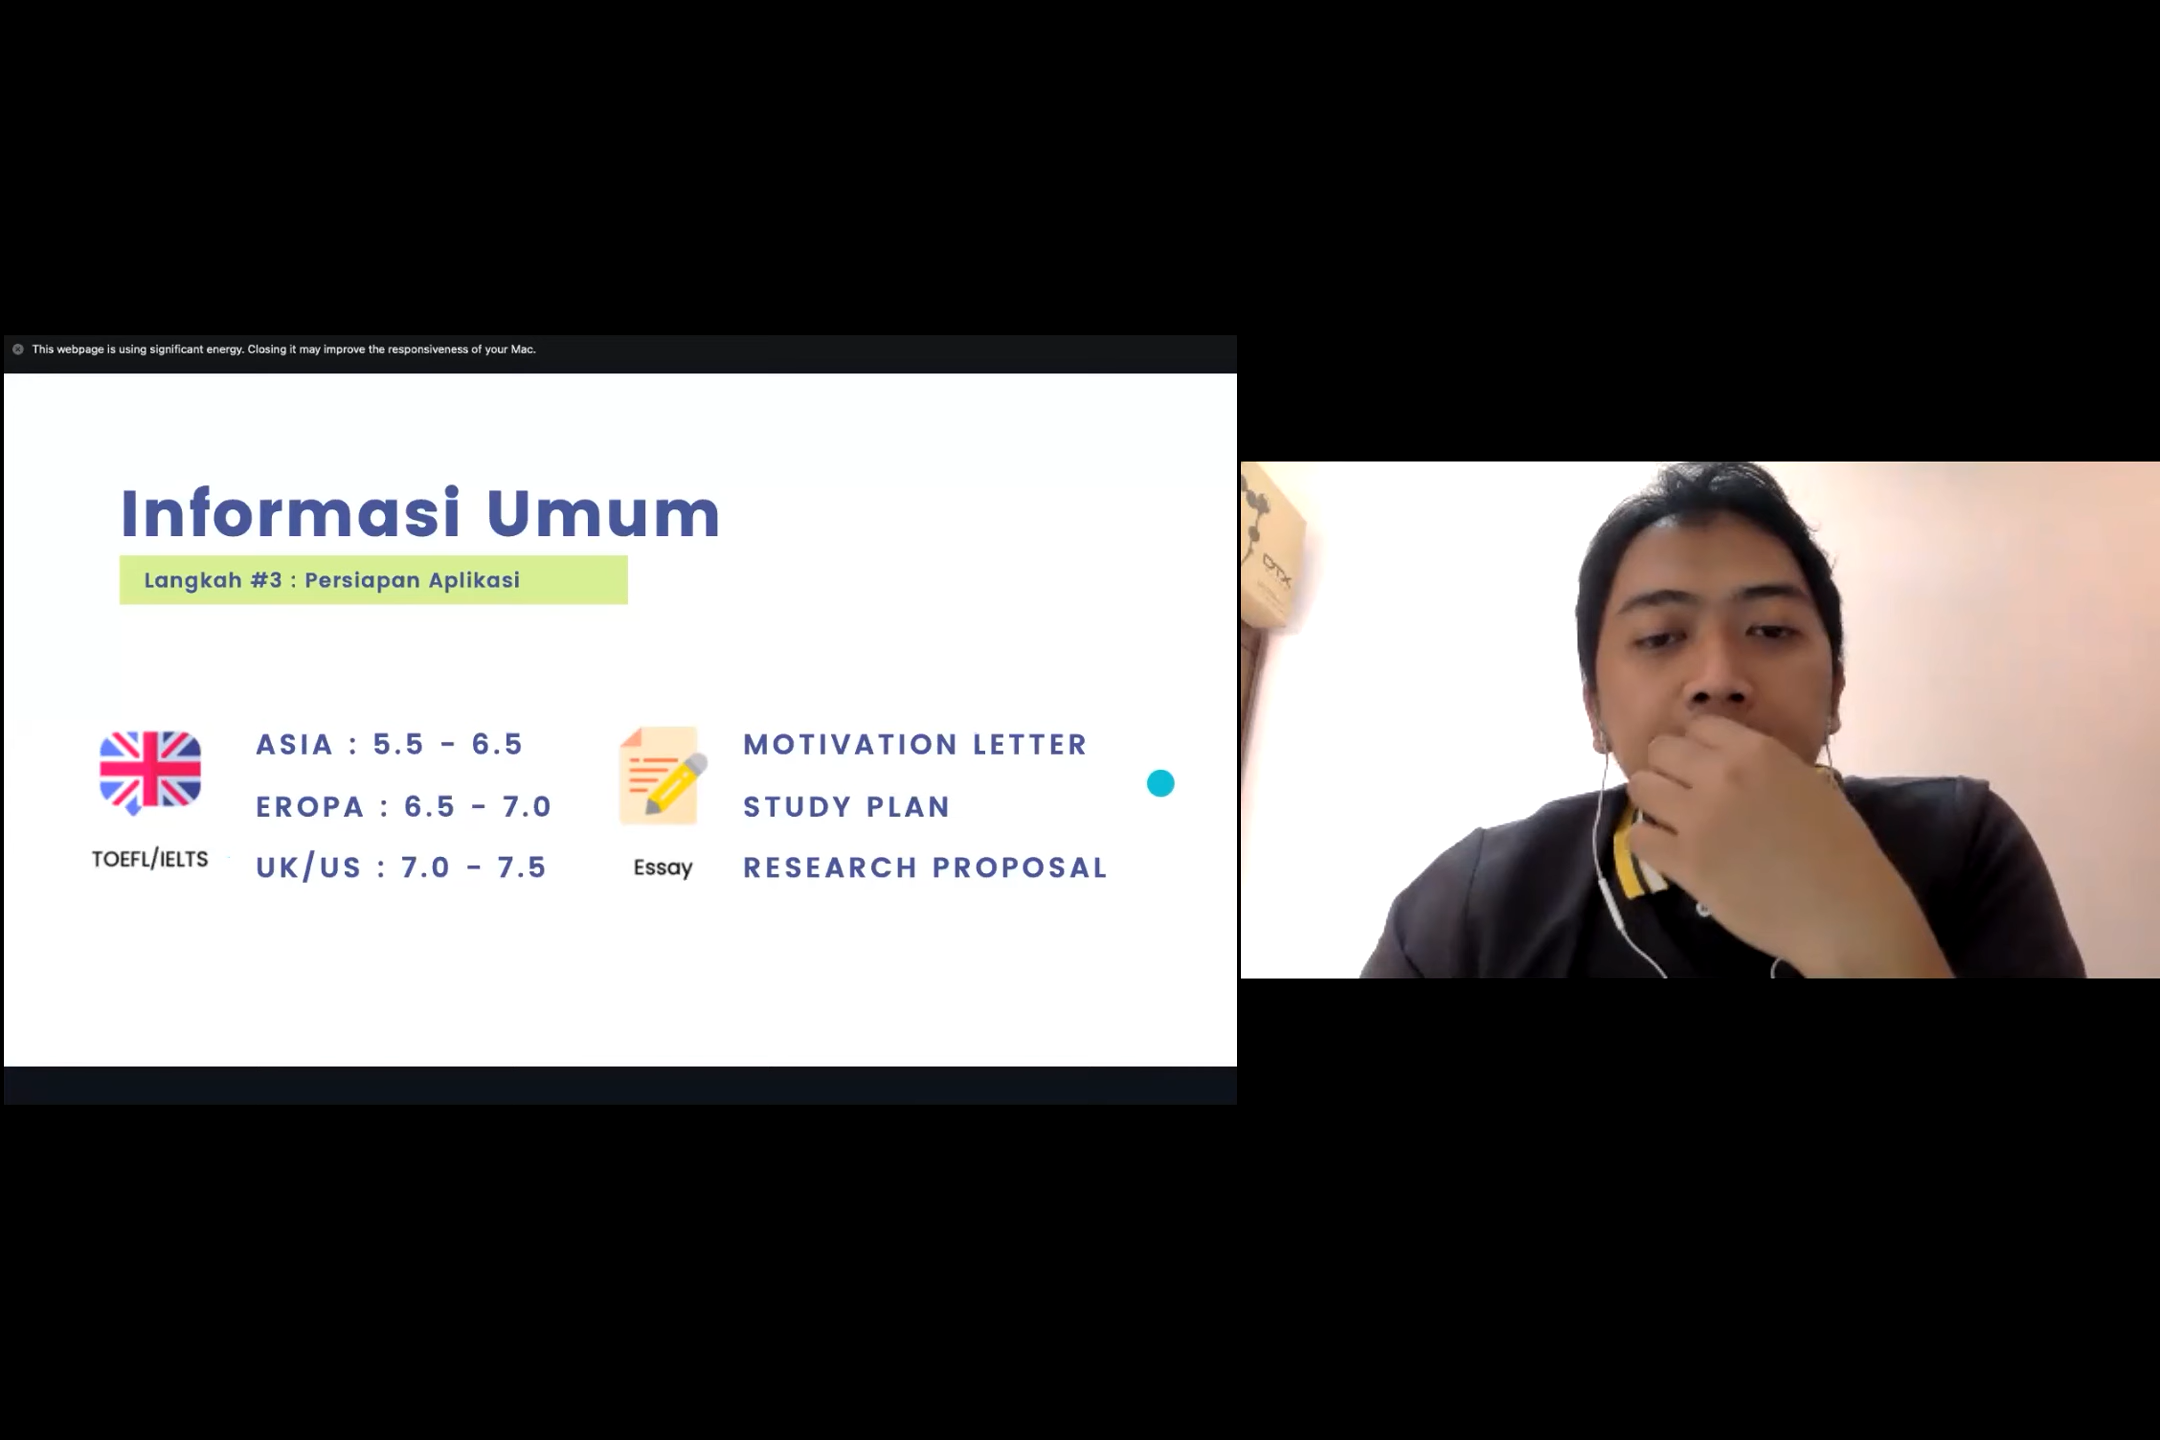 This webpage is using significant energy. Closing it may improve the responsiveness of your Mac.
Informasi Umum
Langkah #3 : Persiapan Aplikasi
ASIA : 5.5 - 6.5
EROPA : 6.5 - 7.0
UK/US : 7.0 - 7.5
TOEFL/IELTS
MOTIVATION LETTER
STUDY PLAN
RESEARCH PROPOSAL
Essay
DTX